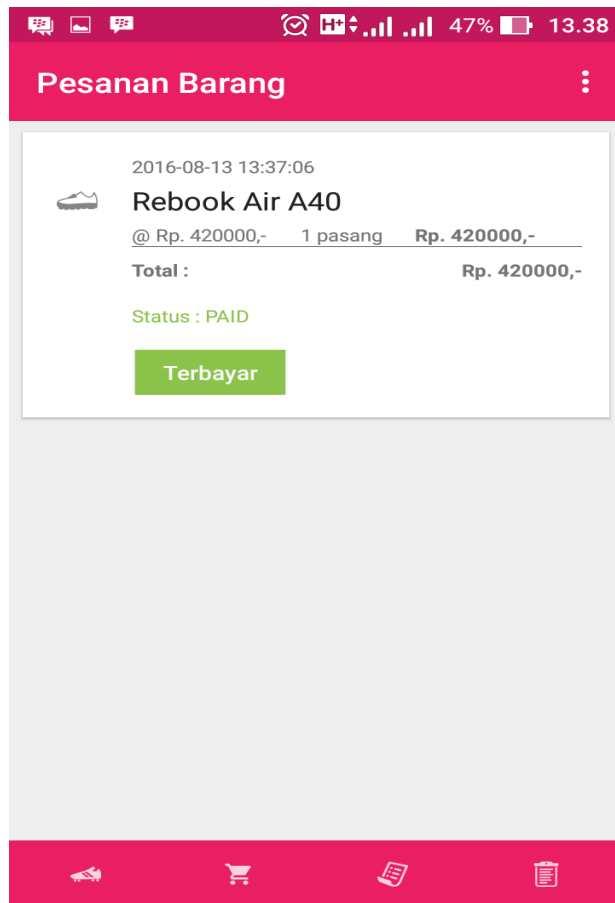 H+ 47% 13.38
Pesanan Barang
2016-08-13 13:37:06
Rebook Air A40
@ Rp. 420000,- 1 pasang Rp. 420000,-
Total : Rp. 420000,-
Status : PAID
Terbayar